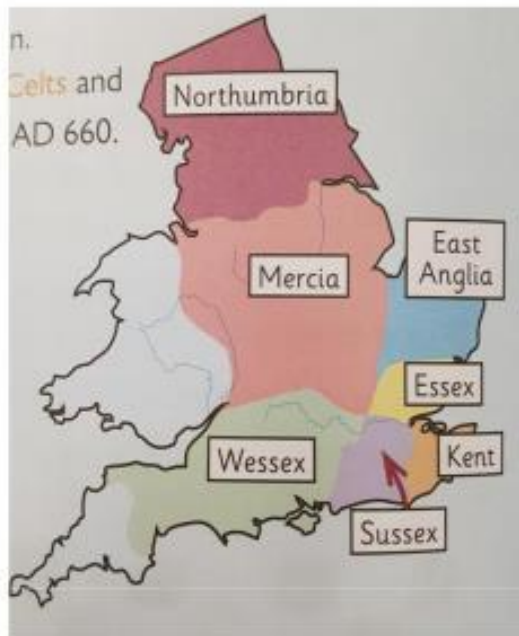 n.
Celts and
AD 660.
Northumbria
East
Anglia
Mercia
Essex
Kent
Wessex
Sussex